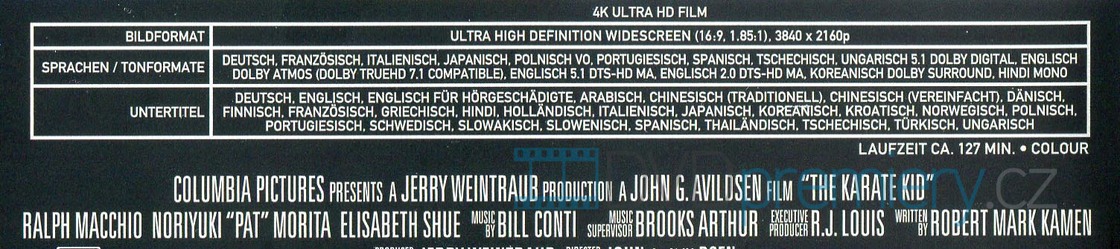 4K ULTRA HD FILM
BILDFORMAT ULTRA HIGH DEFINITION WIDESCREEN (16:9, 1.85:1), 3840 x 2160p
SPRACHEN / TONFORMATE DEUTSCH, FRANZÖSISCH, ITALIENISCH, JAPANISCH, POLNISCH VO, PORTUGIESISCH, SPANISCH, TSCHECHISCH, UNGARISCH 5.1 DOLBY DIGITAL, ENGLISCH
DOLBY ATMOS (DOLBY TRUEHD 7.1 COMPATIBLE), ENGLISCH 5.1 DTS-HD MA, ENGLISCH 2.0 DTS-HD MA, KOREANISCH DOLBY SURROUND, HINDI MONO
UNTERTITEL DEUTSCH, ENGLISCH, ENGLISCH FÜR HÖRGESCHÄDIGTE, ARABISCH, CHINESISCH (TRADITIONELL), CHINESISCH (VEREINFACHT), DÄNISCH,
FINNISCH, FRANZÖSISCH, GRIECHISCH, HINDI, HOLLÄNDISCH, ITALIENISCH, JAPANISCH, KOREANISCH, KROATISCH, NORWEGISCH, POLNISCH,
PORTUGIESISCH, SCHWEDISCH, SLOWAKISCH, SLOWENISCH, SPANISCH, THAILÄNDISCH, TSCHECHISCH, TÜRKISCH, UNGARISCH
LAUFZEIT CA. 127 MIN. • COLOUR
DVD premiery.cz
COLUMBIA PICTURES PRESENTS A JERRY WEINTRAUB PRODUCTION A JOHN G. AVILDSEN FILM "THE KARATE KID"
RALPH MACCHIO NORIYUKI "PAT" MORITA ELISABETH SHUE MUSIC BY BILL CONTI MUSIC SUPERVISOR BROOKS ARTHUR EXECUTIVE PRODUCER R.J. LOUIS WRITTEN BY ROBERT MARK KAMEN